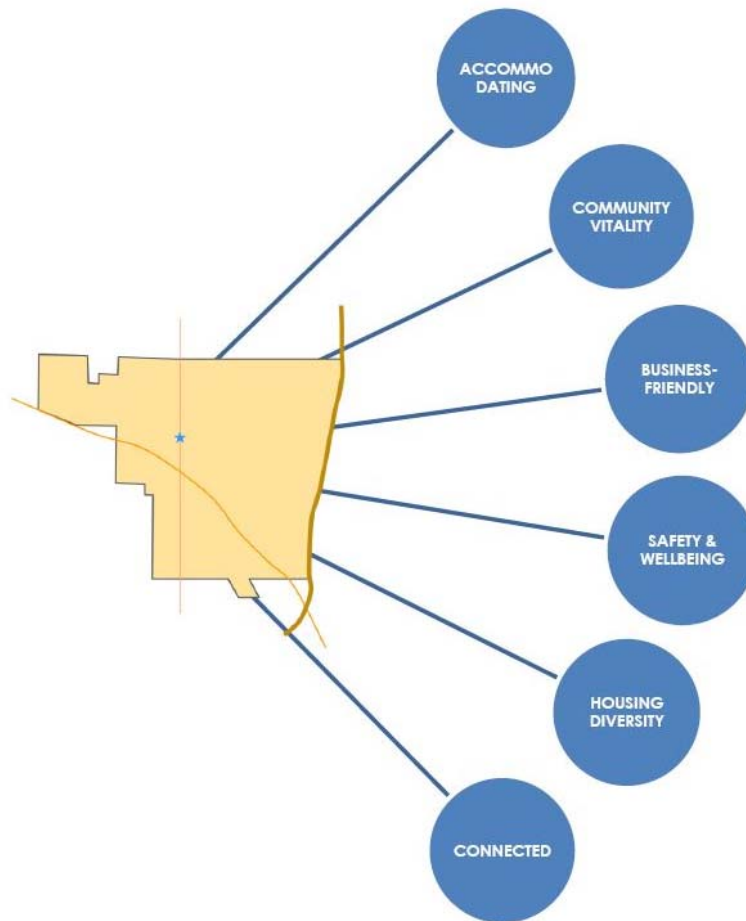 ACCOMMO
DATING
COMMUNITY
VITALITY
BUSINESS-
FRIENDLY
SAFETY &
WELLBEING
HOUSING
DIVERSITY
CONNECTED